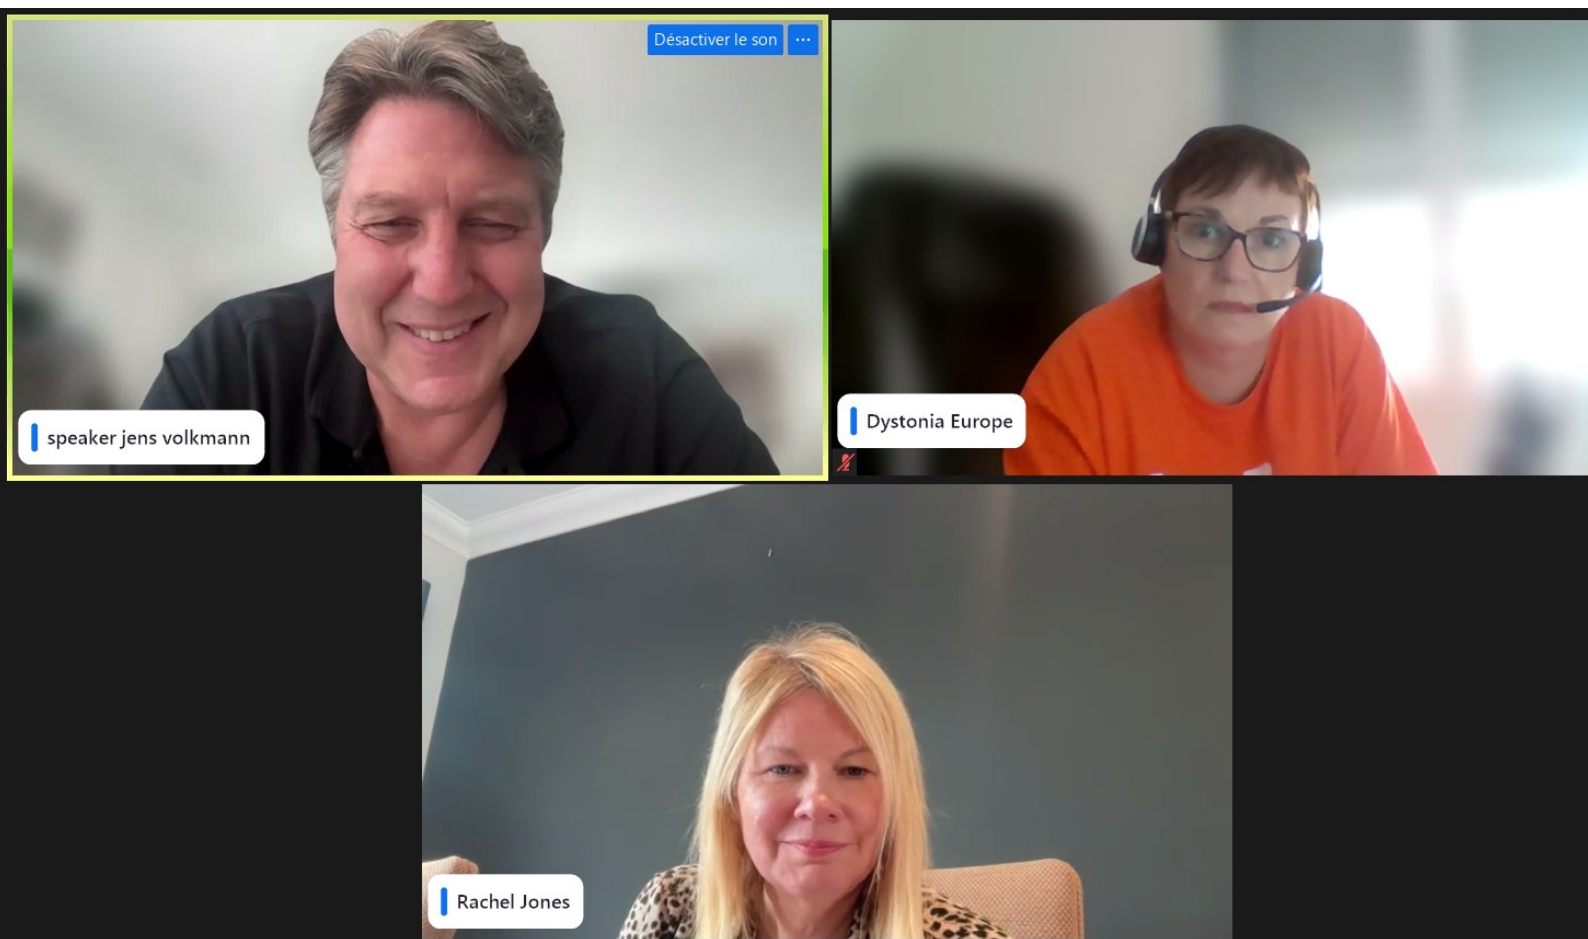 Désactiver le son
...
speaker jens volkmann
Dystonia Europe
Rachel Jones